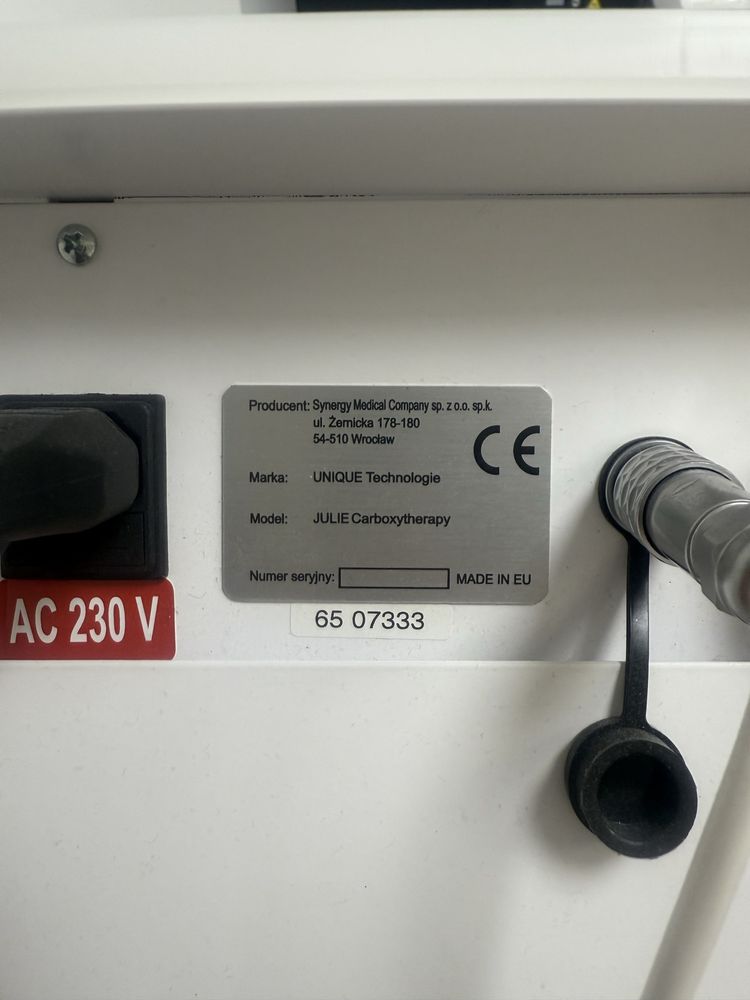 Producent: Synergy Medical Company sp. z o.o. sp.k.
ul. Żernicka 178-180
54-510 Wrocław
CE
Marka: UNIQUE Technologie
Model: JULIE Carboxytherapy
Numer seryjny: MADE IN EU
65 07333
AC 230 V